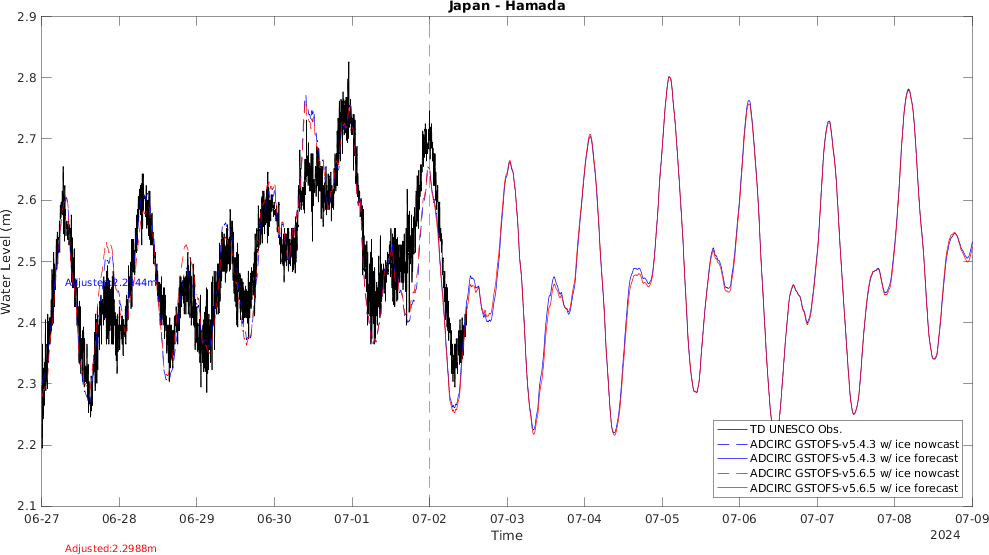 Japan - Hamada
Water Level (m)
2.9
2.8
2.7
2.6
2.5
2.4
2.3
2.2
2.1
TD UNESCO Obs.
ADCIRC GSTOFS-v5.4.3 w/ ice nowcast
ADCIRC GSTOFS-v5.4.3 w/ ice forecast
ADCIRC GSTOFS-v5.6.5 w/ ice nowcast
ADCIRC GSTOFS-v5.6.5 w/ ice forecast
06-27 06-28 06-29 06-30 07-01 07-02 07-03 07-04 07-05 07-06 07-07 07-08 07-09
Time
2024
Adjusted:2.2988m